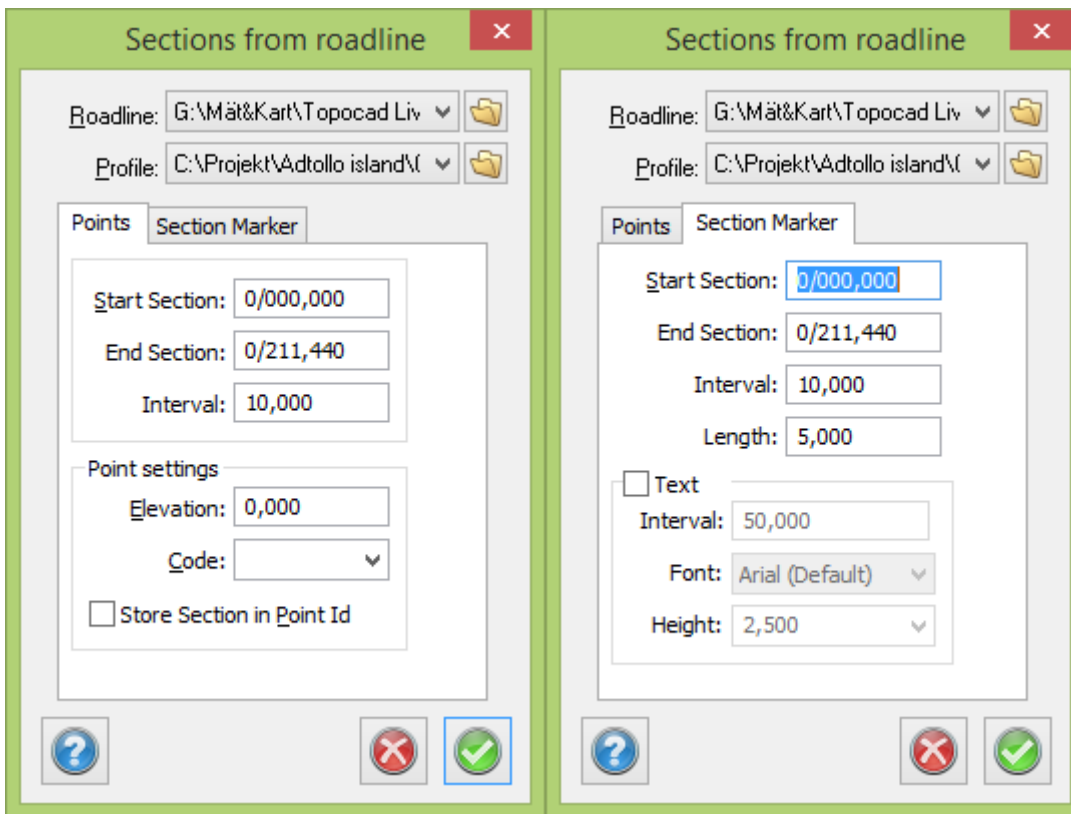 Sections from roadline
Roadline: G:\Mät&Kart\Topocad Liv
Profile: C:\Projekt\Adtollo island\(
Points Section Marker
Start Section: 0/000,000
End Section: 0/211,440
Interval: 10,000
Point settings
Elevation: 0,000
Code:
Store Section in Point Id
Sections from roadline
Roadline: G:\Mät&Kart\Topocad Liv
Profile: C:\Projekt\Adtollo island\(
Points Section Marker
Start Section: 0/000,000
End Section: 0/211,440
Interval: 10,000
Length: 5,000
Text
Interval: 50,000
Font: Arial (Default)
Height: 2,500